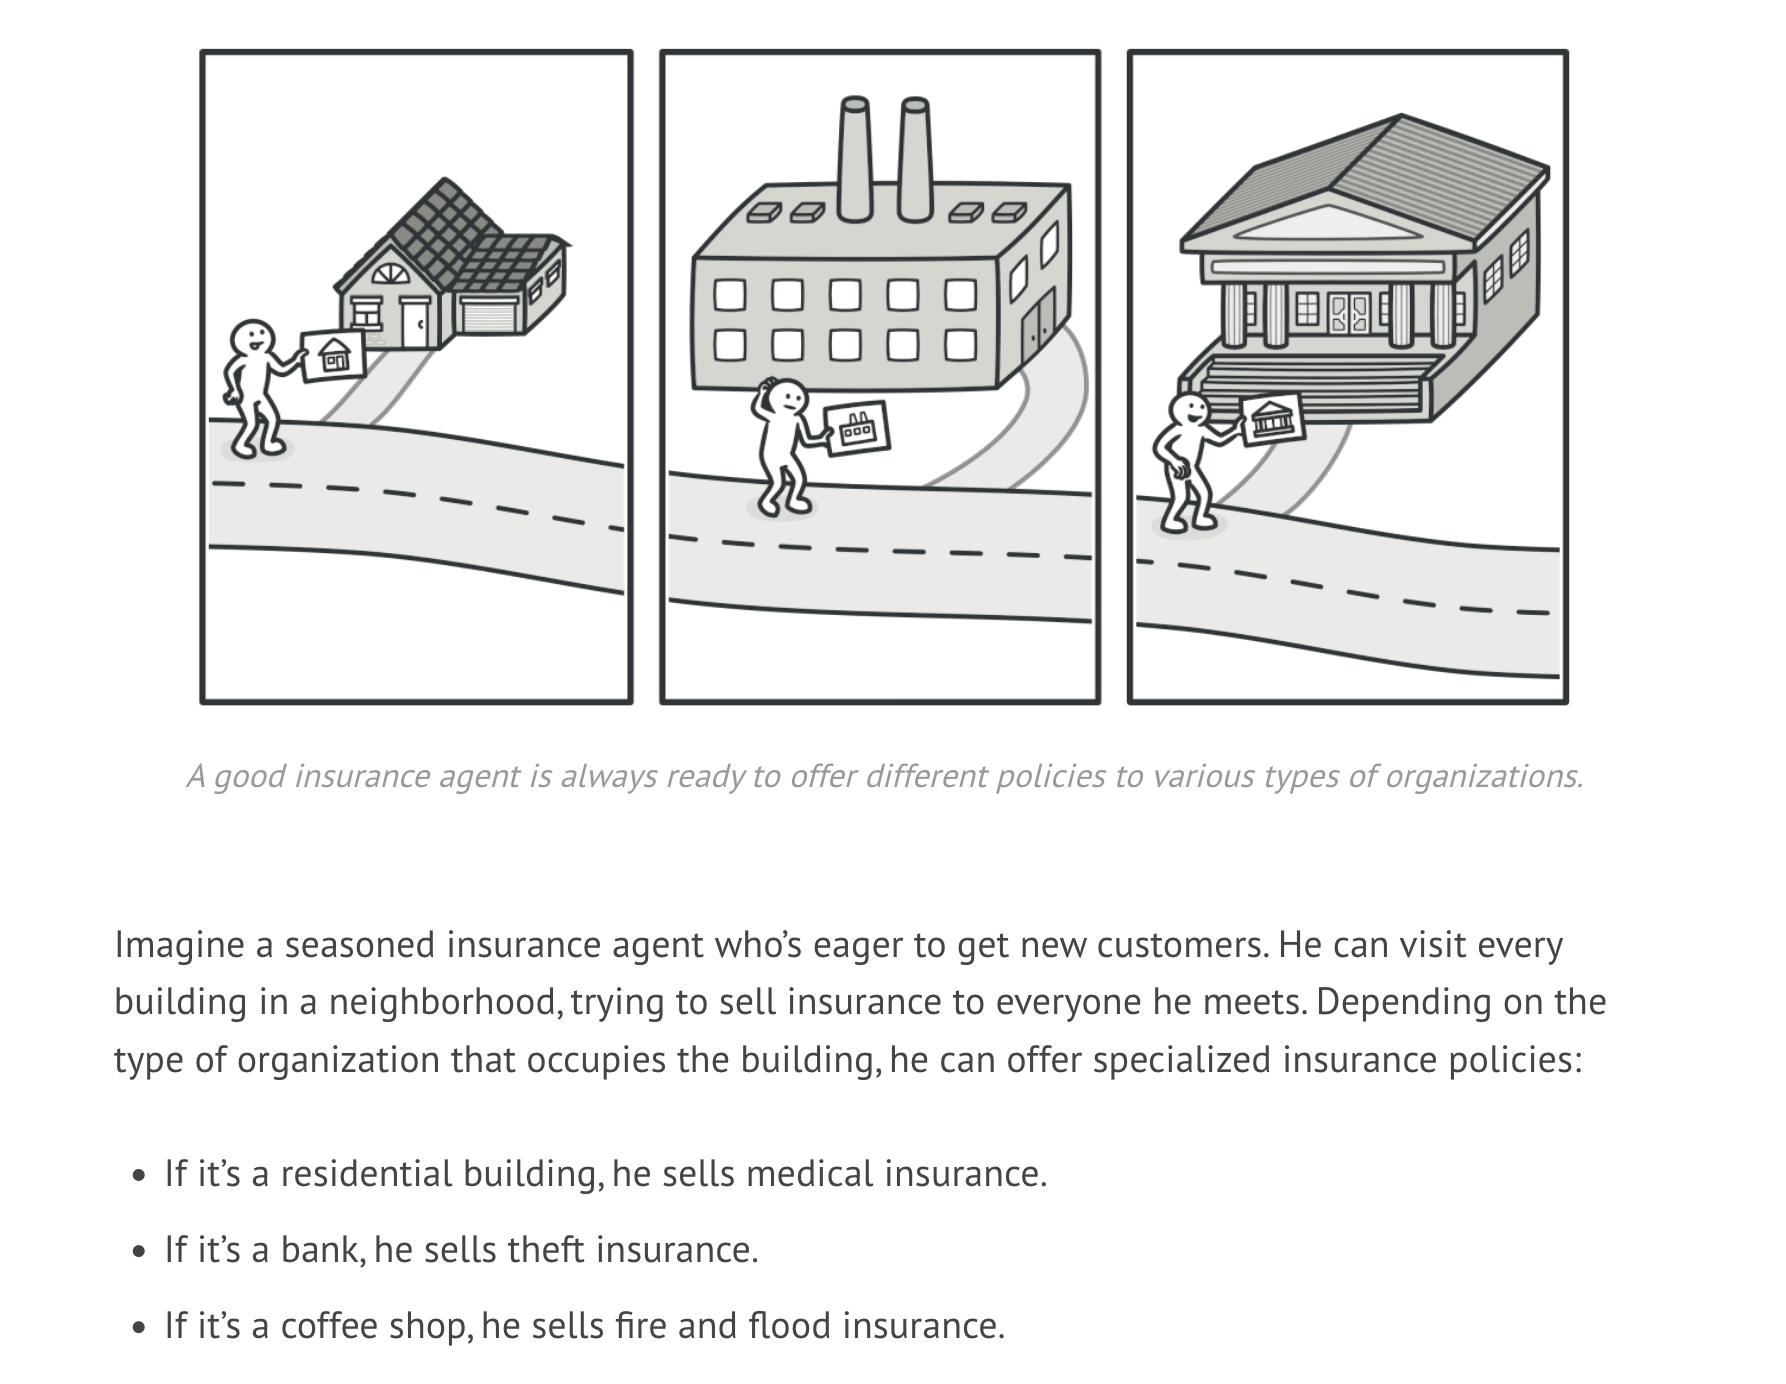 A good insurance agent is always ready to offer different policies to various types of organizations.
Imagine a seasoned insurance agent who’s eager to get new customers. He can visit every
building in a neighborhood, trying to sell insurance to everyone he meets. Depending on the
type of organization that occupies the building, he can offer specialized insurance policies:
• If it’s a residential building, he sells medical insurance.
• If it’s a bank, he sells theft insurance.
• If it’s a coffee shop, he sells fire and flood insurance.